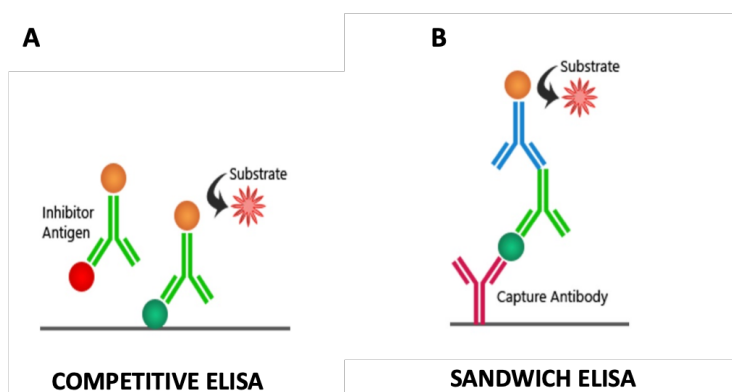 A
Substrate
Inhibitor
Antigen
COMPETITIVE ELISA
B
Substrate
Capture Antibody
SANDWICH ELISA